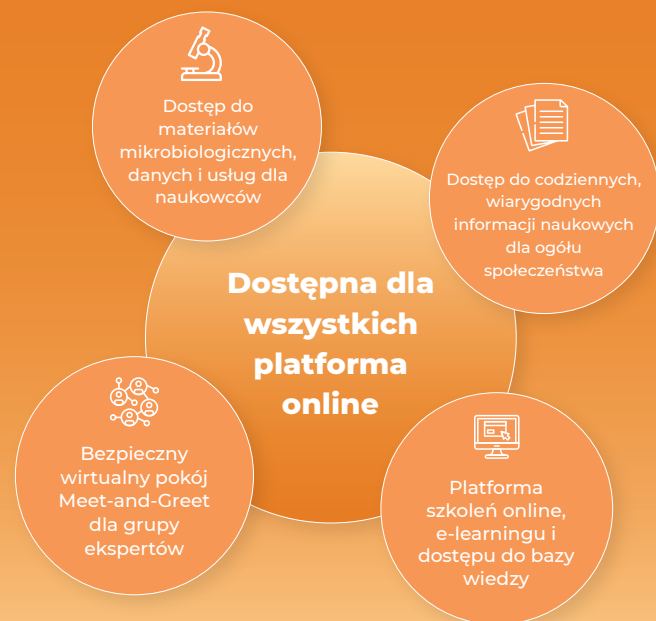 Dostęp do
materiałów
mikrobiologicznych,
danych i usług dla
naukowców
Dostęp do codziennych,
wiarygodnych
informacji naukowych
dla ogółu
społeczeństwa
Dostępna dla
wszystkich
platforma
online
Bezpieczny
wirtualny pokój
Meet-and-Greet
dla grupy
ekspertów
Platforma
szkoleń online,
e-learningu i
dostępu do bazy
wiedzy